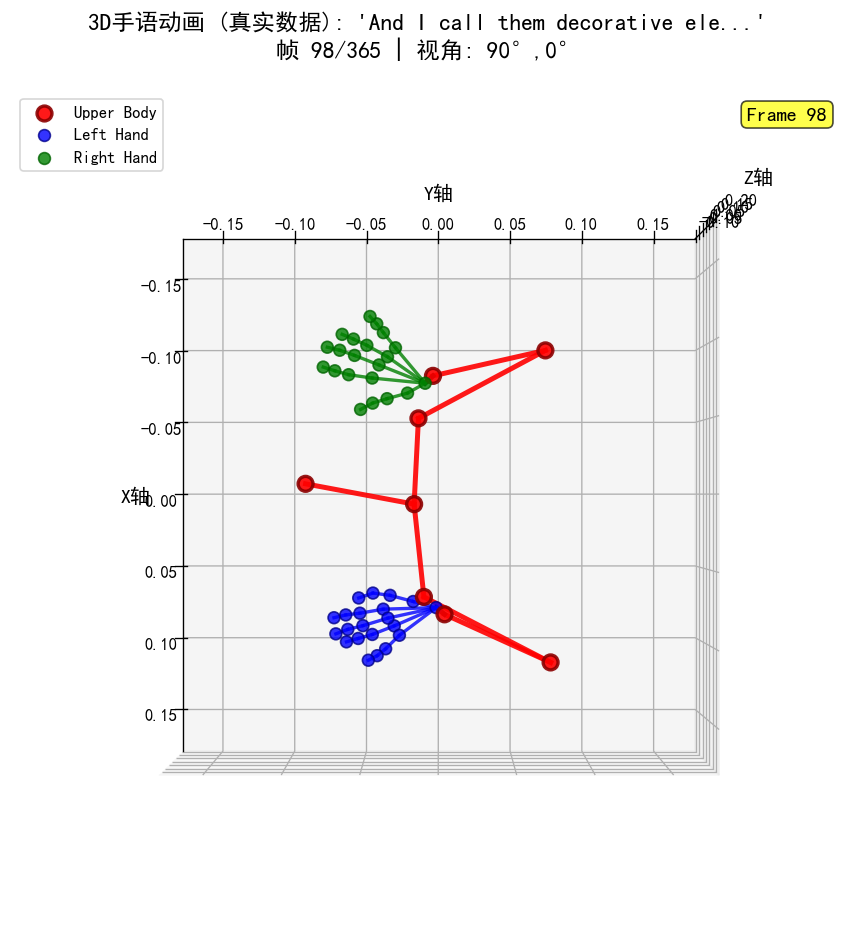 3D手语动画 (真实数据): 'And I call them decorative ele...'
帧 98/365 | 视角: 90°,0°
Upper Body
Left Hand
Right Hand
Frame 98
Z轴
Y轴
-0.15 -0.10 -0.05 0.00 0.05 0.10 0.15
-0.15
-0.10
-0.05
X轴
0.00
0.05
0.10
0.15